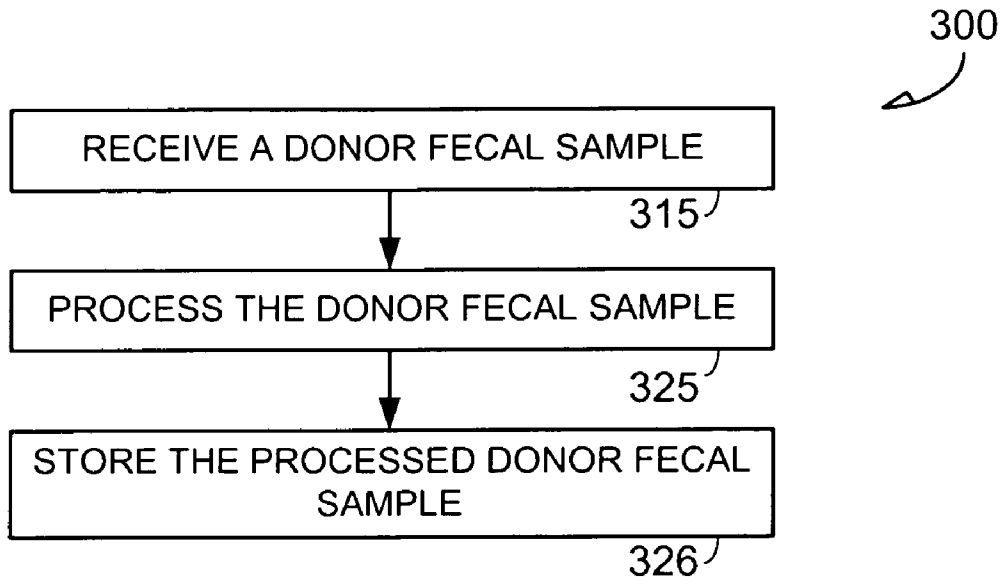 300
RECEIVE A DONOR FECAL SAMPLE
315
PROCESS THE DONOR FECAL SAMPLE
325
STORE THE PROCESSED DONOR FECAL
SAMPLE
326